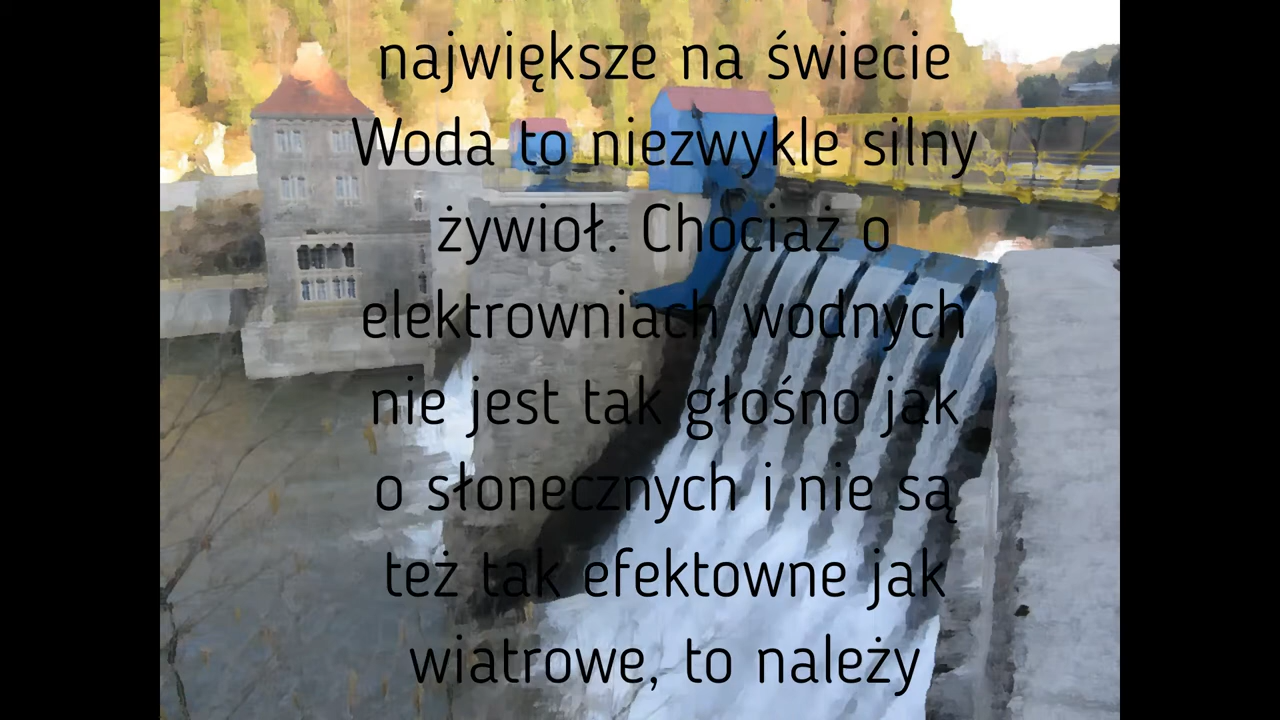 największe na świecie
Woda to niezwykle silny
żywioł. Chociaż o
elektrowniach wodnych
nie jest tak głośno jak
o słonecznych i nie są
też tak efektowne jak
wiatrowe, to należy